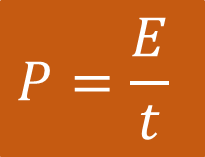 P = E/t